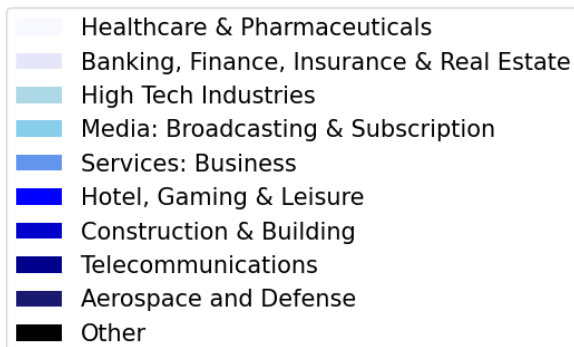 Healthcare & Pharmaceuticals
Banking, Finance, Insurance & Real Estate
High Tech Industries
Media: Broadcasting & Subscription
Services: Business
Hotel, Gaming & Leisure
Construction & Building
Telecommunications
Aerospace and Defense
Other